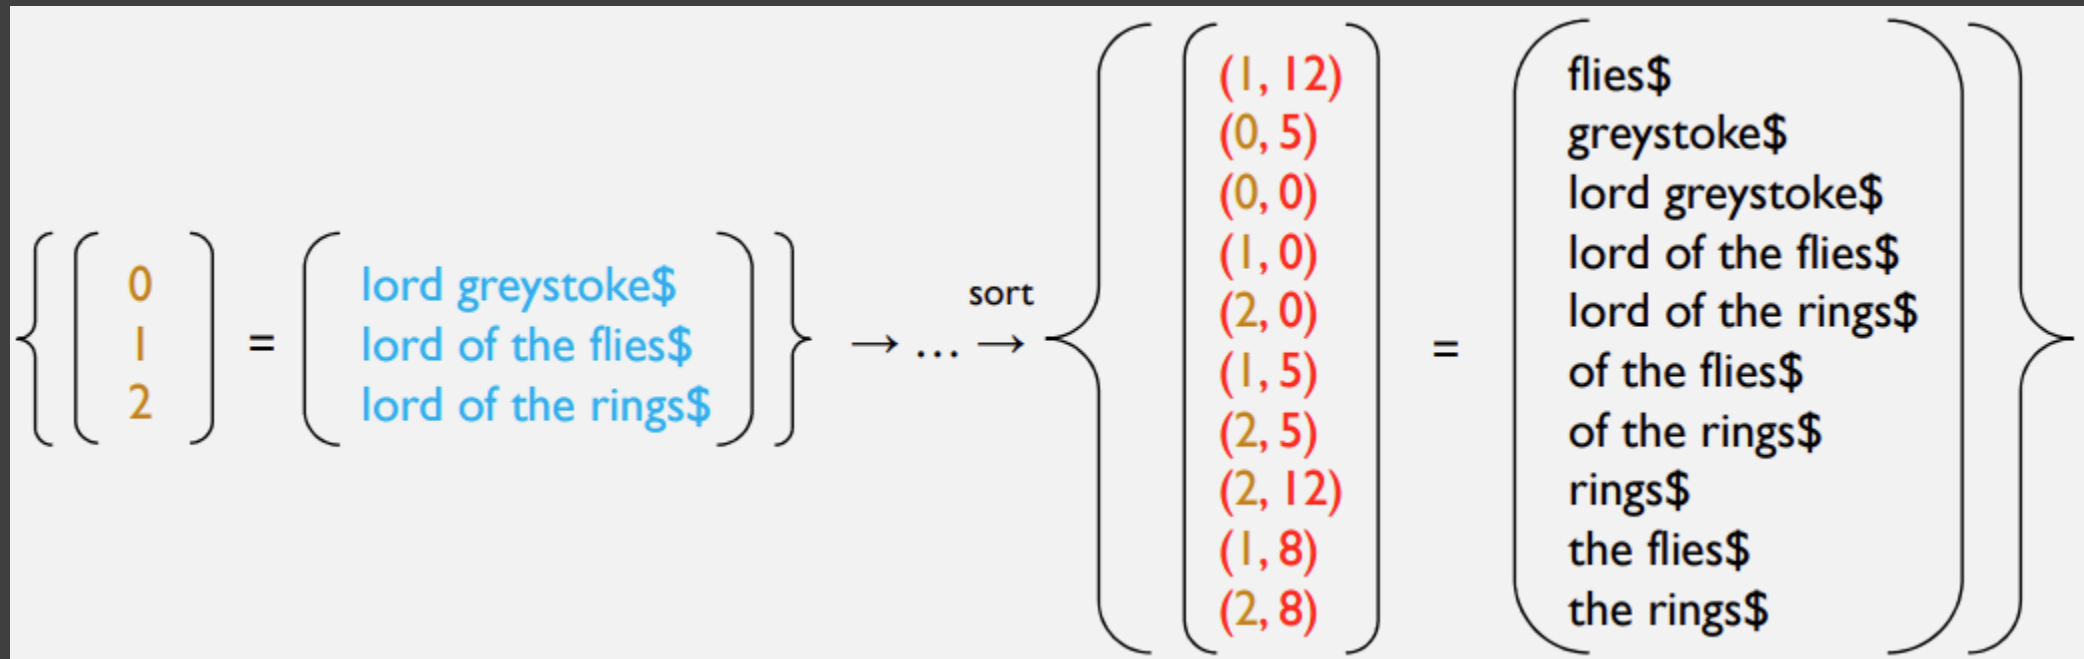 0
1
2
=
lord greystoke$
lord of the flies$
lord of the rings$
→ ... →
sort
(1, 12)
(0, 5)
(0, 0)
(1, 0)
(2, 0)
(1, 5)
(2, 5)
(2, 12)
(1, 8)
(2, 8)
=
flies$
greystoke$
lord greystoke$
lord of the flies$
lord of the rings$
of the flies$
of the rings$
rings$
the flies$
the rings$